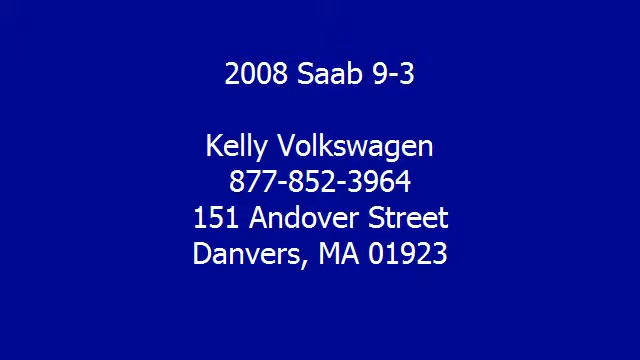 2008 Saab 9-3
Kelly Volkswagen
877-852-3964
151 Andover Street
Danvers, MA 01923